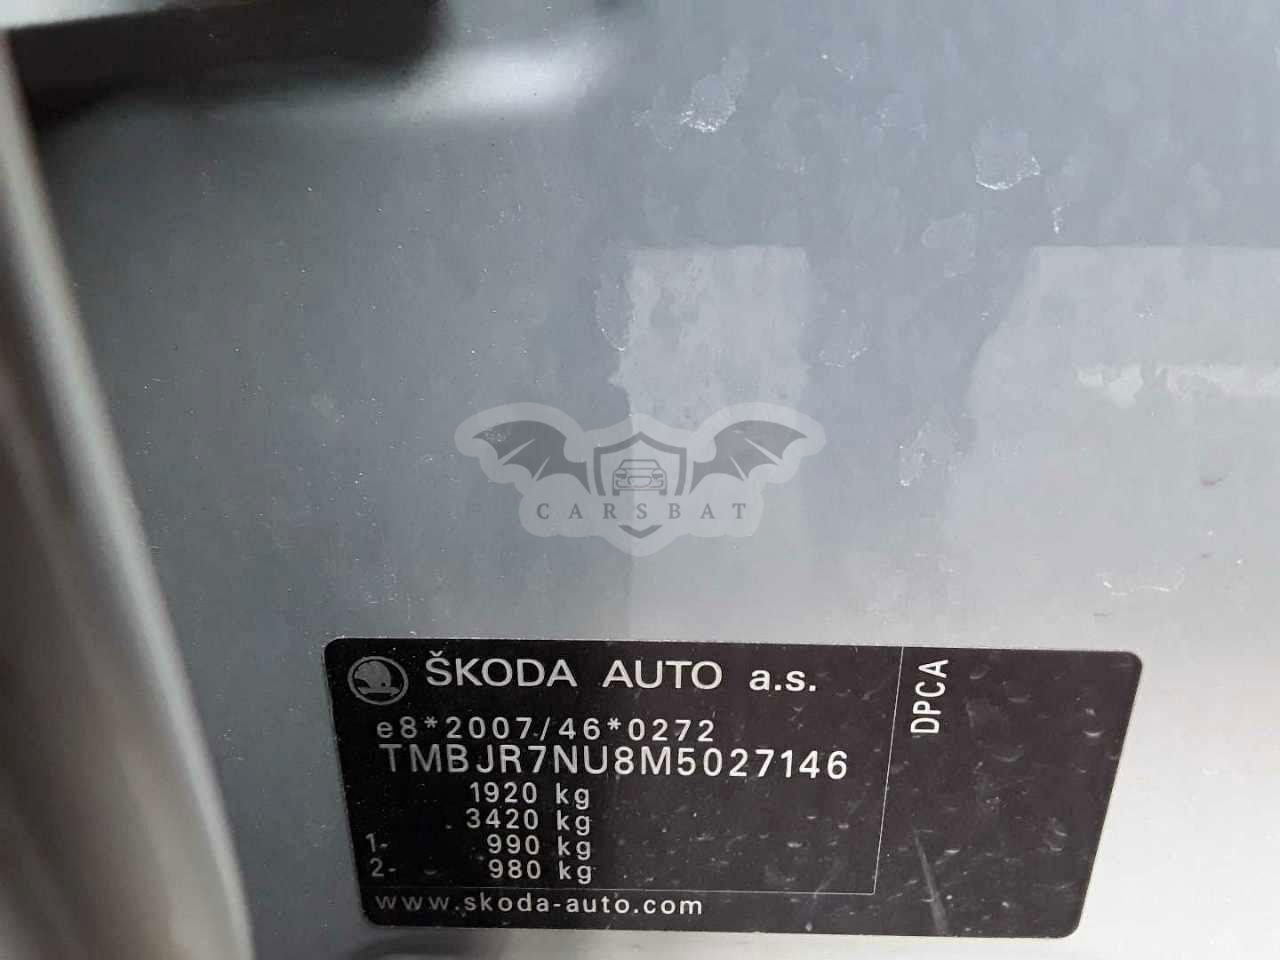 CARSBAT
ŠKODA AUTO a.s.
DPCA
e8*2007/46*0272
TMBJR7NU8M5027146
1920 kg
3420 kg
1- 990 kg
2- 980 kg
www.skoda-auto.com